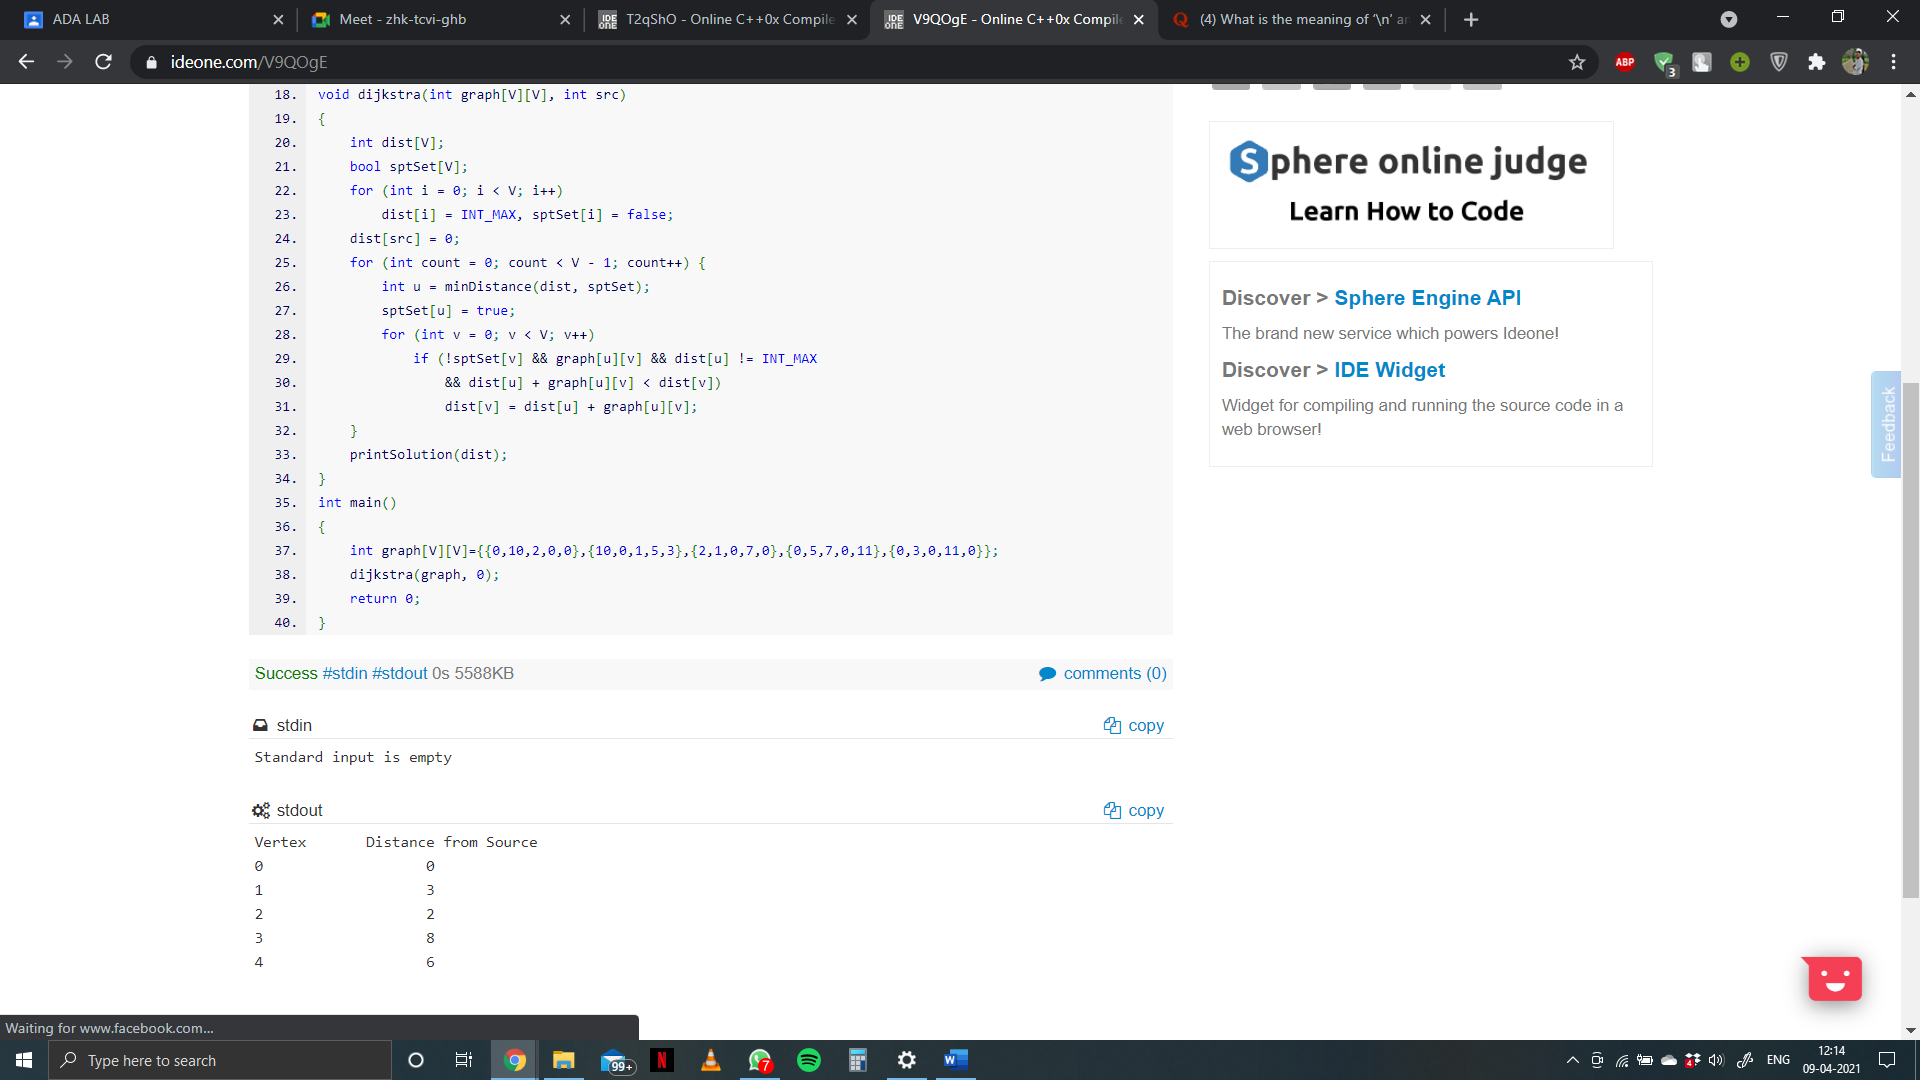 ADA LAB
Meet - zhk-tcvi-ghb
T2qShO - Online C++0x Compile
V9QOgE - Online C++0x Compile
(4) What is the meaning of ‘\n’ an
ideone.com/V9QOgE
ABP
3
18. void dijkstra(int graph[V][V], int src)
19. {
20.     int dist[V];
21.     bool sptSet[V];
22.     for (int i = 0; i < V; i++)
23.         dist[i] = INT_MAX, sptSet[i] = false;
24.     dist[src] = 0;
25.     for (int count = 0; count < V - 1; count++) {
26.         int u = minDistance(dist, sptSet);
27.         sptSet[u] = true;
28.         for (int v = 0; v < V; v++)
29.             if (!sptSet[v] && graph[u][v] && dist[u] != INT_MAX
30.                 && dist[u] + graph[u][v] < dist[v])
31.                 dist[v] = dist[u] + graph[u][v];
32.     }
33.     printSolution(dist);
34. }
35. int main()
36. {
37.     int graph[V][V]={{0,10,2,0,0},{10,0,1,5,3},{2,1,0,7,0},{0,5,7,0,11},{0,3,0,11,0}};
38.     dijkstra(graph, 0);
39.     return 0;
40. }
Success #stdin #stdout 0s 5588KB
comments (0)
stdin
copy
Standard input is empty
stdout
copy
Vertex Distance from Source
0 0
1 3
2 2
3 8
4 6
Sphere online judge
Learn How to Code
Discover > Sphere Engine API
The brand new service which powers Ideone!
Discover > IDE Widget
Widget for compiling and running the source code in a
web browser!
Feedback
Waiting for www.facebook.com...
Type here to search
99+
N
7
W
4
ENG
12:14
09-04-2021